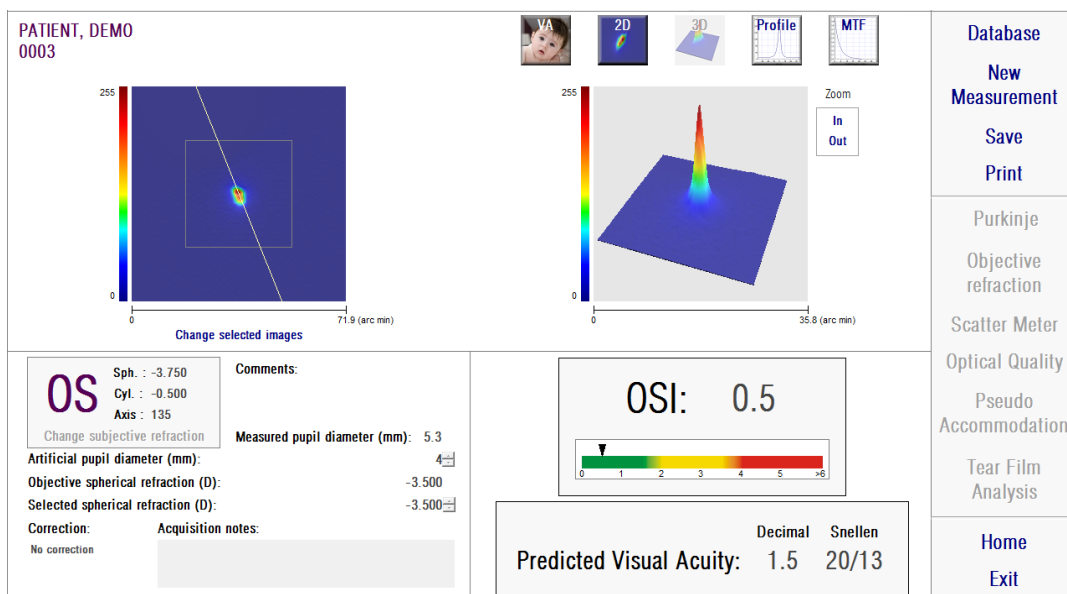 PATIENT, DEMO
0003
VA
2D
3D
Profile
MTF
255
0
0
71.9 (arc min)
Change selected images
255
0
0
35.8 (arc min)
Zoom
In
Out
Database
New
Measurement
Save
Print
Purkinje
Objective
refraction
Scatter Meter
Optical Quality
Pseudo
Accommodation
Tear Film
Analysis
Home
Exit
OS
Sph. : -3.750
Cyl. : -0.500
Axis : 135
Change subjective refraction
Comments:
Measured pupil diameter (mm): 5.3
Artificial pupil diameter (mm): 4
Objective spherical refraction (D): -3.500
Selected spherical refraction (D): -3.500
Correction:
No correction
Acquisition notes:
OSI: 0.5
0 1 2 3 4 5 >6
Decimal Snellen
Predicted Visual Acuity: 1.5 20/13